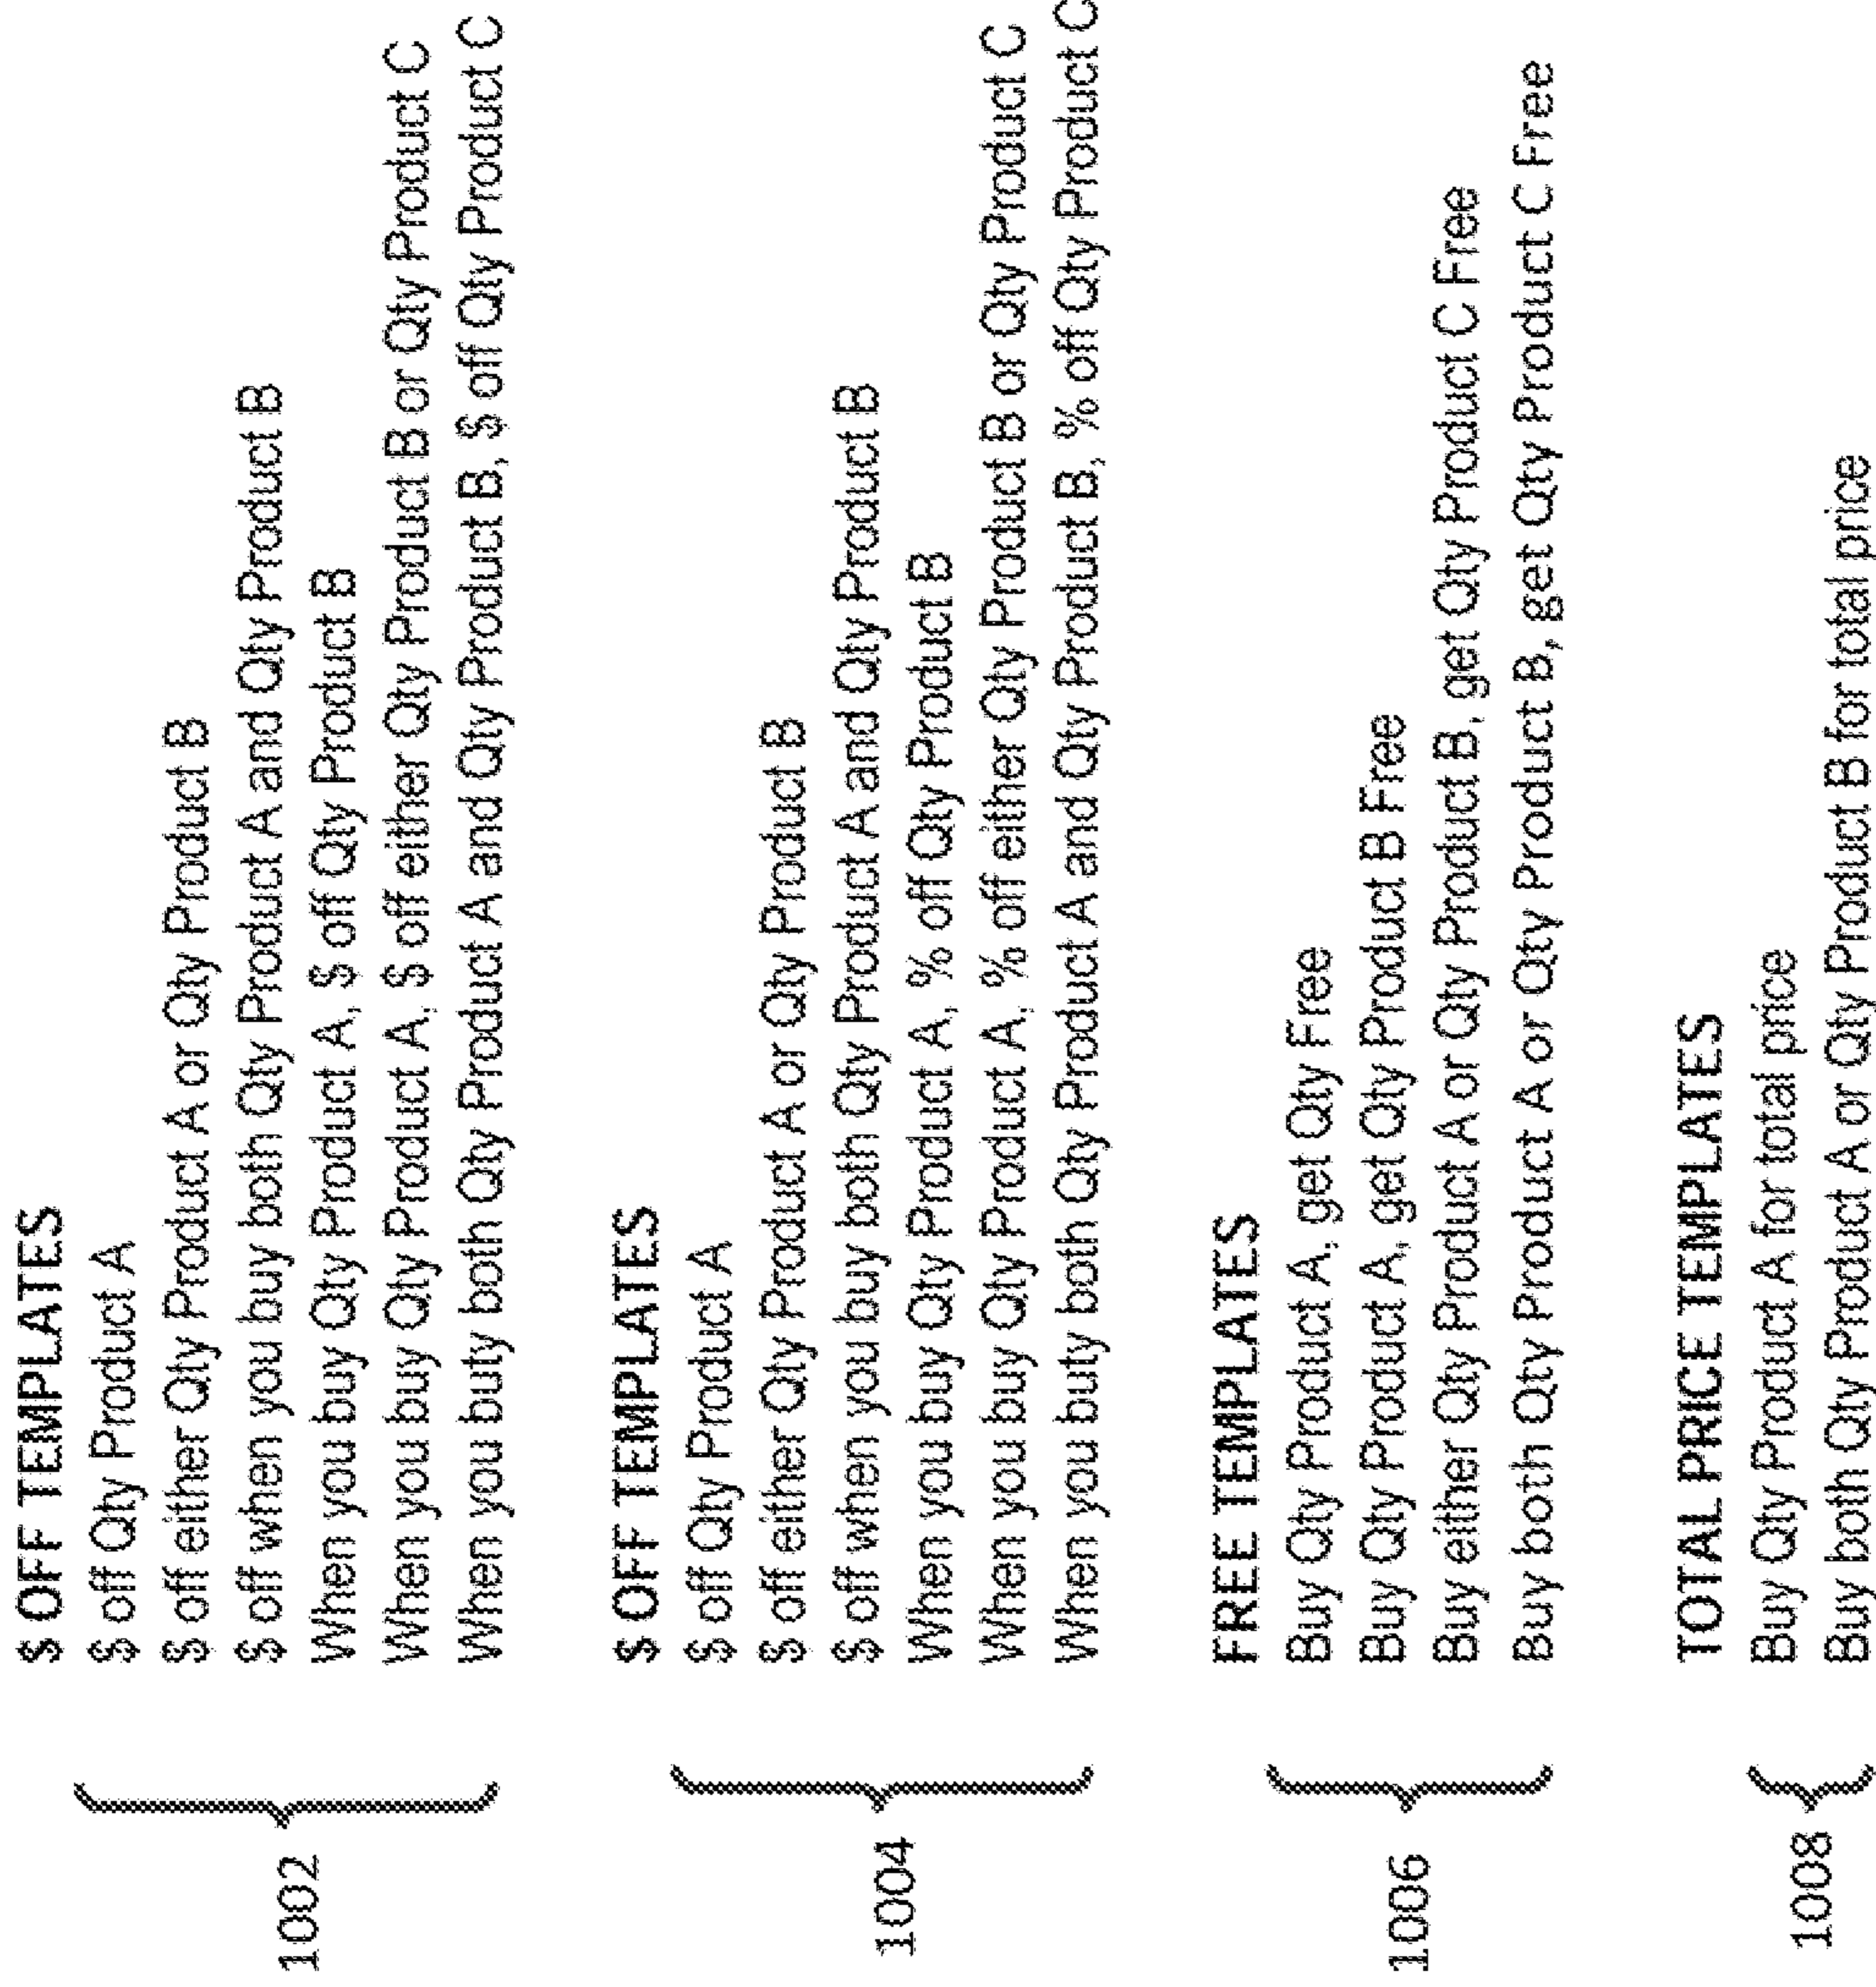 $ OFF TEMPLATES
$ off Qty Product A
$ off either Qty Product A or Qty Product B
$ off when you buy both Qty Product A and Qty Product B
When you buy Qty Product A, $ off Qty Product B
When you buy Qty Product A, $ off either Qty Product B or Qty Product C
When you buty both Qty Product A and Qty Product B, $ off Qty Product C
1002
$ OFF TEMPLATES
$ off Qty Product A
$ off either Qty Product A or Qty Product B
$ off when you buy both Qty Product A and Qty Product B
When you buy Qty Product A, % off Qty Product B
When you buy Qty Product A, % off either Qty Product B or Qty Product C
When you buty both Qty Product A and Qty Product B, % off Qty Product C
1004
FREE TEMPLATES
Buy Qty Product A, get Qty Free
Buy Qty Product A, get Qty Product B Free
Buy either Qty Product A or Qty Product B, get Qty Product C Free
Buy both Qty Product A or Qty Product B, get Qty Product C Free
1006
TOTAL PRICE TEMPLATES
Buy Qty Product A for total price
Buy both Qty Product A or Qty Product B for total price
1008